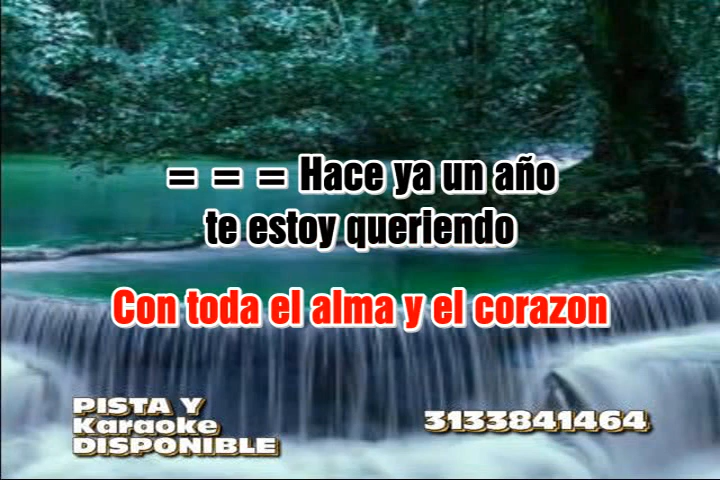 = = = Hace ya un año
te estoy queriendo
Con toda el alma y el corazon
PISTA Y
Karaoke
DISPONIBLE
3133841464